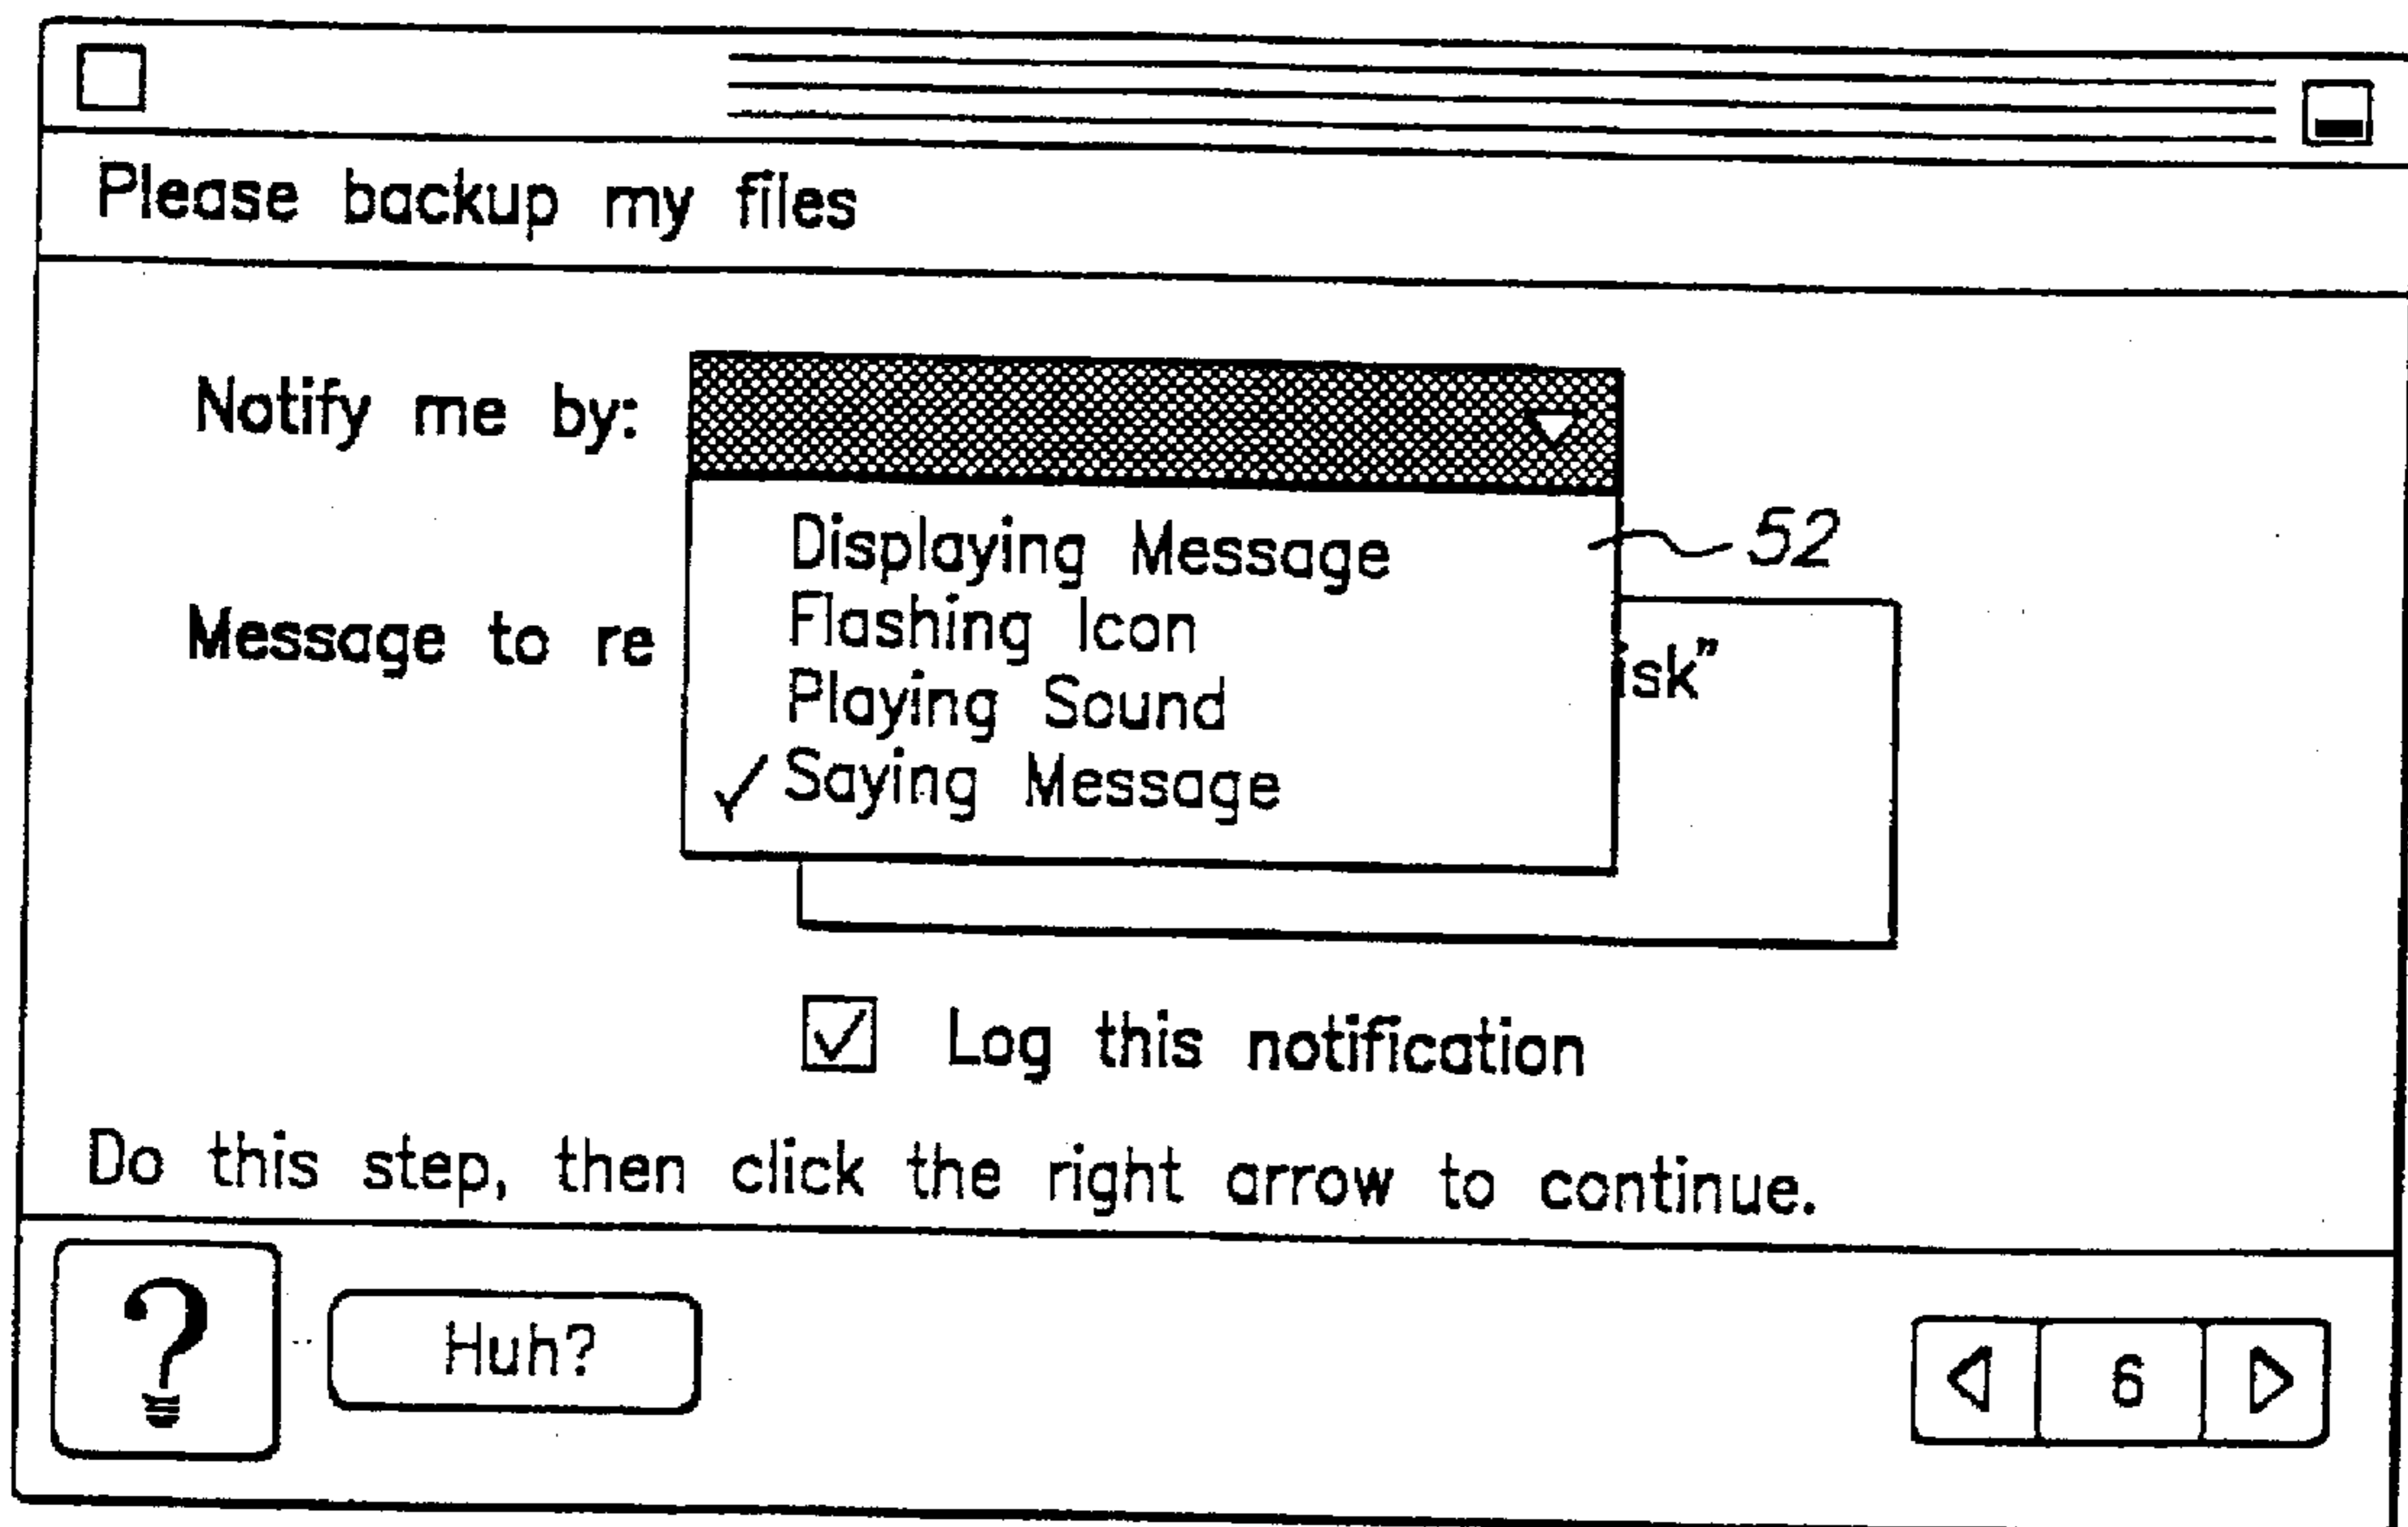 Please backup my files
Notify me by:
Displaying Message
52
Flashing Icon
Message to re
isk”
Playing Sound
✓ Saying Message
Log this notification
Do this step, then click the right arrow to continue.
?
Huh?
6